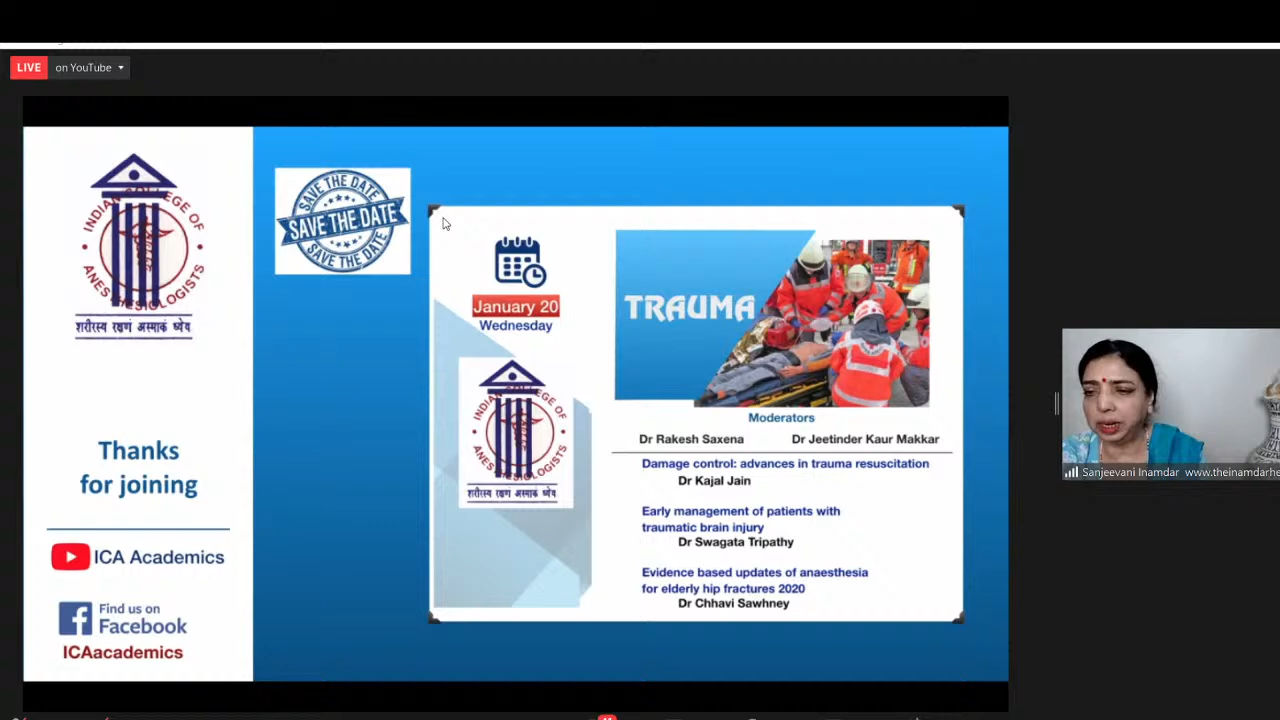 LIVE on YouTube
INDIAN COLLEGE OF
ANESTHESIOLOGISTS
शरीरस्य रक्षणं अस्माकं ध्येय
Thanks
for joining
ICA Academics
Find us on
Facebook
ICAacademics
SAVE THE DATE
SAVE THE DATE
SAVE THE DATE
January 20
Wednesday
INDIAN COLLEGE OF
ANESTHESIOLOGISTS
शरीरस्य रक्षणं अस्माकं ध्येय
TRAUMA
Moderators
Dr Rakesh Saxena Dr Jeetinder Kaur Makkar
Damage control: advances in trauma resuscitation
Dr Kajal Jain
Early management of patients with
traumatic brain injury
Dr Swagata Tripathy
Evidence based updates of anaesthesia
for elderly hip fractures 2020
Dr Chhavi Sawhney
Sanjeevani Inamdar www.theinamdarhe